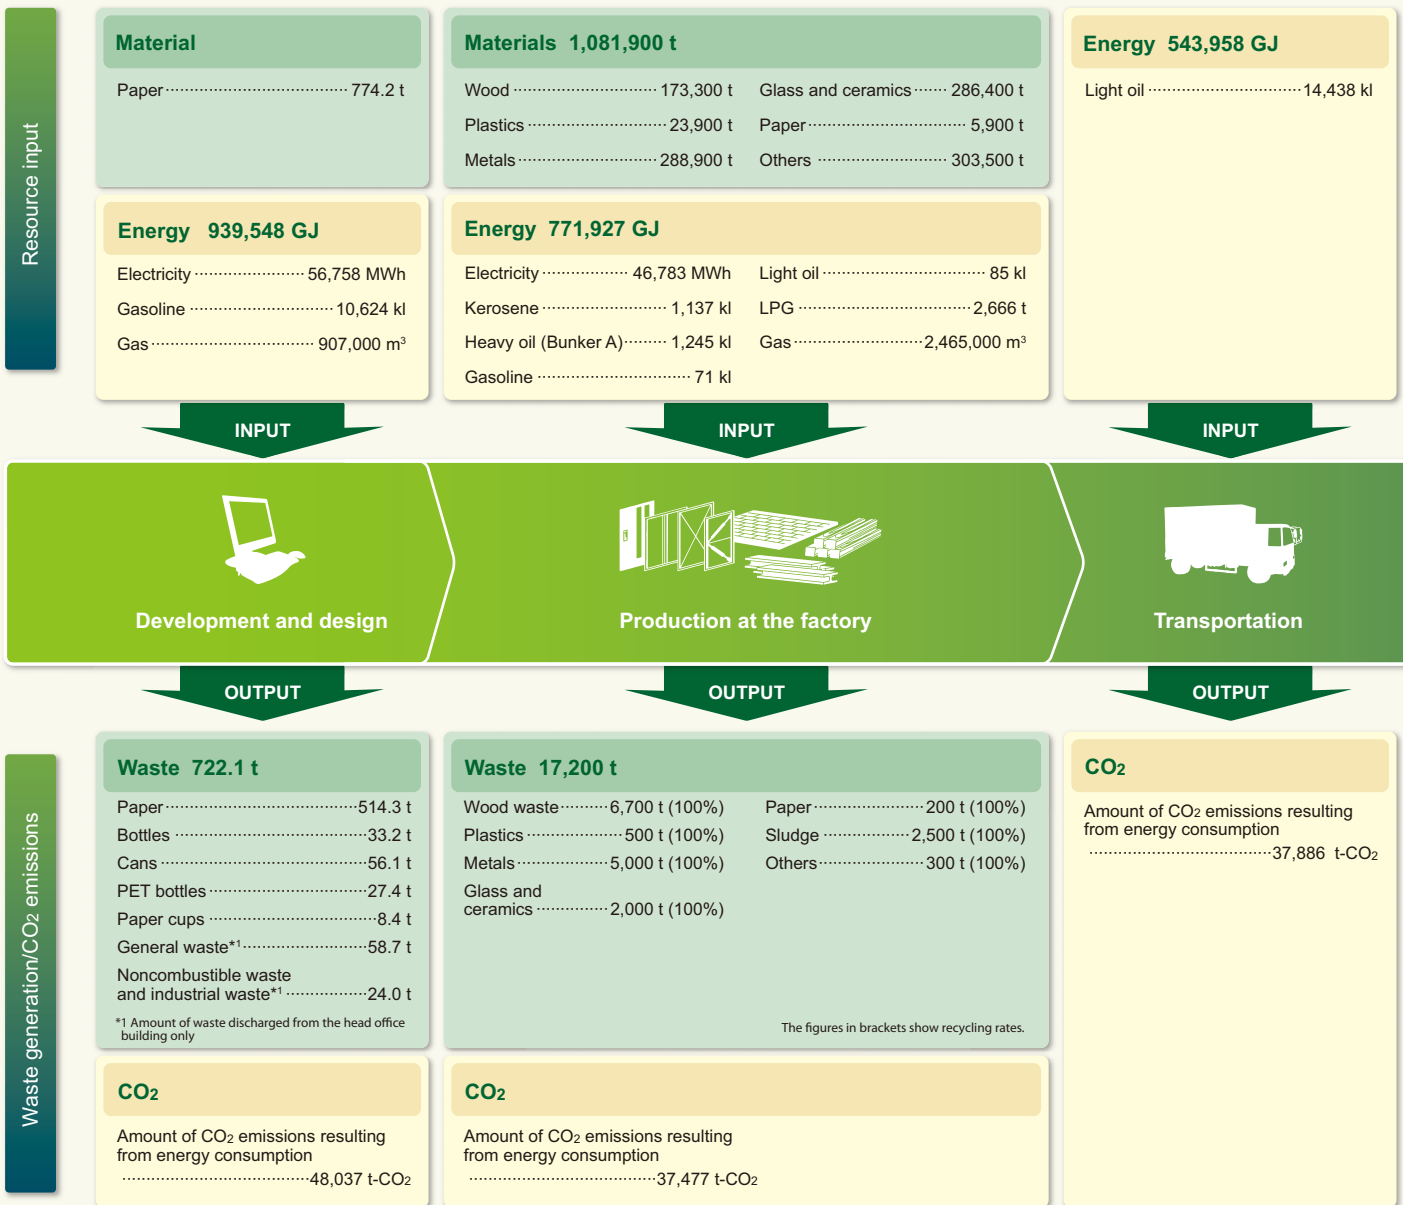 Resource input
Material
Paper 774.2 t
Materials 1,081,900 t
Wood 173,300 t
Plastics 23,900 t
Metals 288,900 t
Glass and ceramics 286,400 t
Paper 5,900 t
Others 303,500 t
Energy 543,958 GJ
Light oil 14,438 kl
Energy 939,548 GJ
Electricity 56,758 MWh
Gasoline 10,624 kl
Gas 907,000 m³
Energy 771,927 GJ
Electricity 46,783 MWh
Kerosene 1,137 kl
Heavy oil (Bunker A) 1,245 kl
Gasoline 71 kl
Light oil 85 kl
LPG 2,666 t
Gas 2,465,000 m³
INPUT
INPUT
INPUT
Development and design
Production at the factory
Transportation
OUTPUT
OUTPUT
OUTPUT
Waste generation/CO2 emissions
Waste 722.1 t
Paper 514.3 t
Bottles 33.2 t
Cans 56.1 t
PET bottles 27.4 t
Paper cups 8.4 t
General waste*1 58.7 t
Noncombustible waste
and industrial waste*1 24.0 t
*1 Amount of waste discharged from the head office
building only
Waste 17,200 t
Wood waste 6,700 t (100%)
Plastics 500 t (100%)
Metals 5,000 t (100%)
Glass and
ceramics 2,000 t (100%)
Paper 200 t (100%)
Sludge 2,500 t (100%)
Others 300 t (100%)
The figures in brackets show recycling rates.
CO2
Amount of CO2 emissions resulting
from energy consumption
37,886 t-CO2
CO2
Amount of CO2 emissions resulting
from energy consumption
48,037 t-CO2
CO2
Amount of CO2 emissions resulting
from energy consumption
37,477 t-CO2